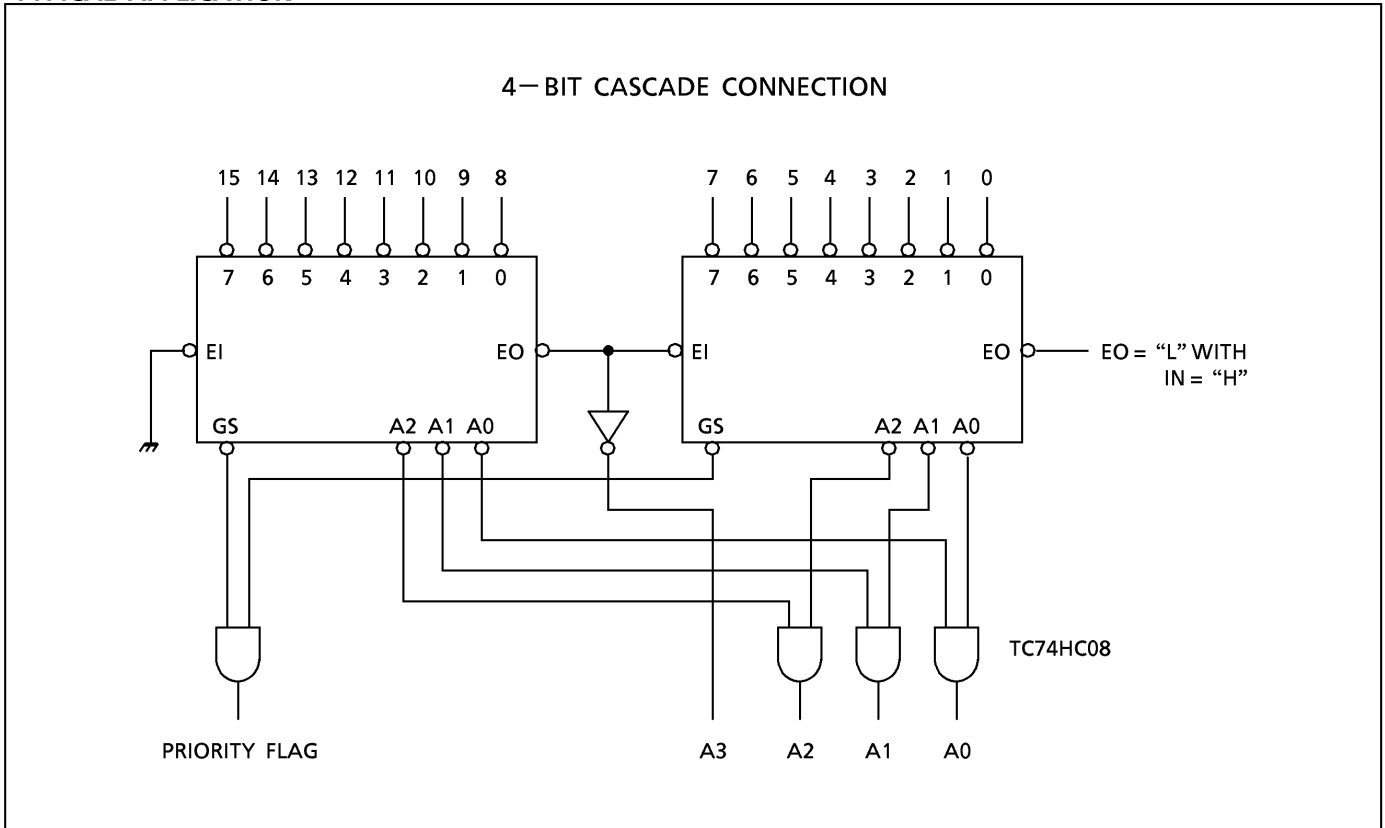 4－BIT CASCADE CONNECTION
15 14 13 12 11 10 9 8
7 6 5 4 3 2 1 0
7 6 5 4 3 2 1 0
7 6 5 4 3 2 1 0
EI
EO
EI
EO
EO = “L” WITH
IN = “H”
GS
A2 A1 A0
GS
A2 A1 A0
TC74HC08
PRIORITY FLAG
A3
A2
A1
A0